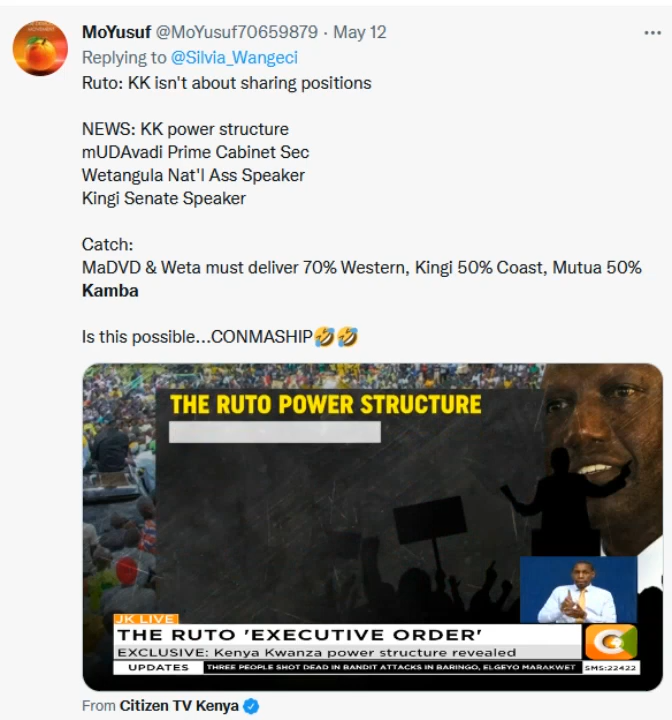 MoYusuf @MoYusuf70659879 · May 12
Replying to @Silvia_Wangeci
Ruto: KK isn't about sharing positions
NEWS: KK power structure
mUDAvadi Prime Cabinet Sec
Wetangula Nat'l Ass Speaker
Kingi Senate Speaker
Catch:
MaDVD & Weta must deliver 70% Western, Kingi 50% Coast, Mutua 50%
Kamba
Is this possible...CONMASHIP🤣🤣
THE RUTO POWER STRUCTURE
JK LIVE
THE RUTO 'EXECUTIVE ORDER'
EXCLUSIVE: Kenya Kwanza power structure revealed
UPDATES THREE PEOPLE SHOT DEAD IN BANDIT ATTACKS IN BARINGO, ELGEYO MARAKWET SMS:22422
From Citizen TV Kenya